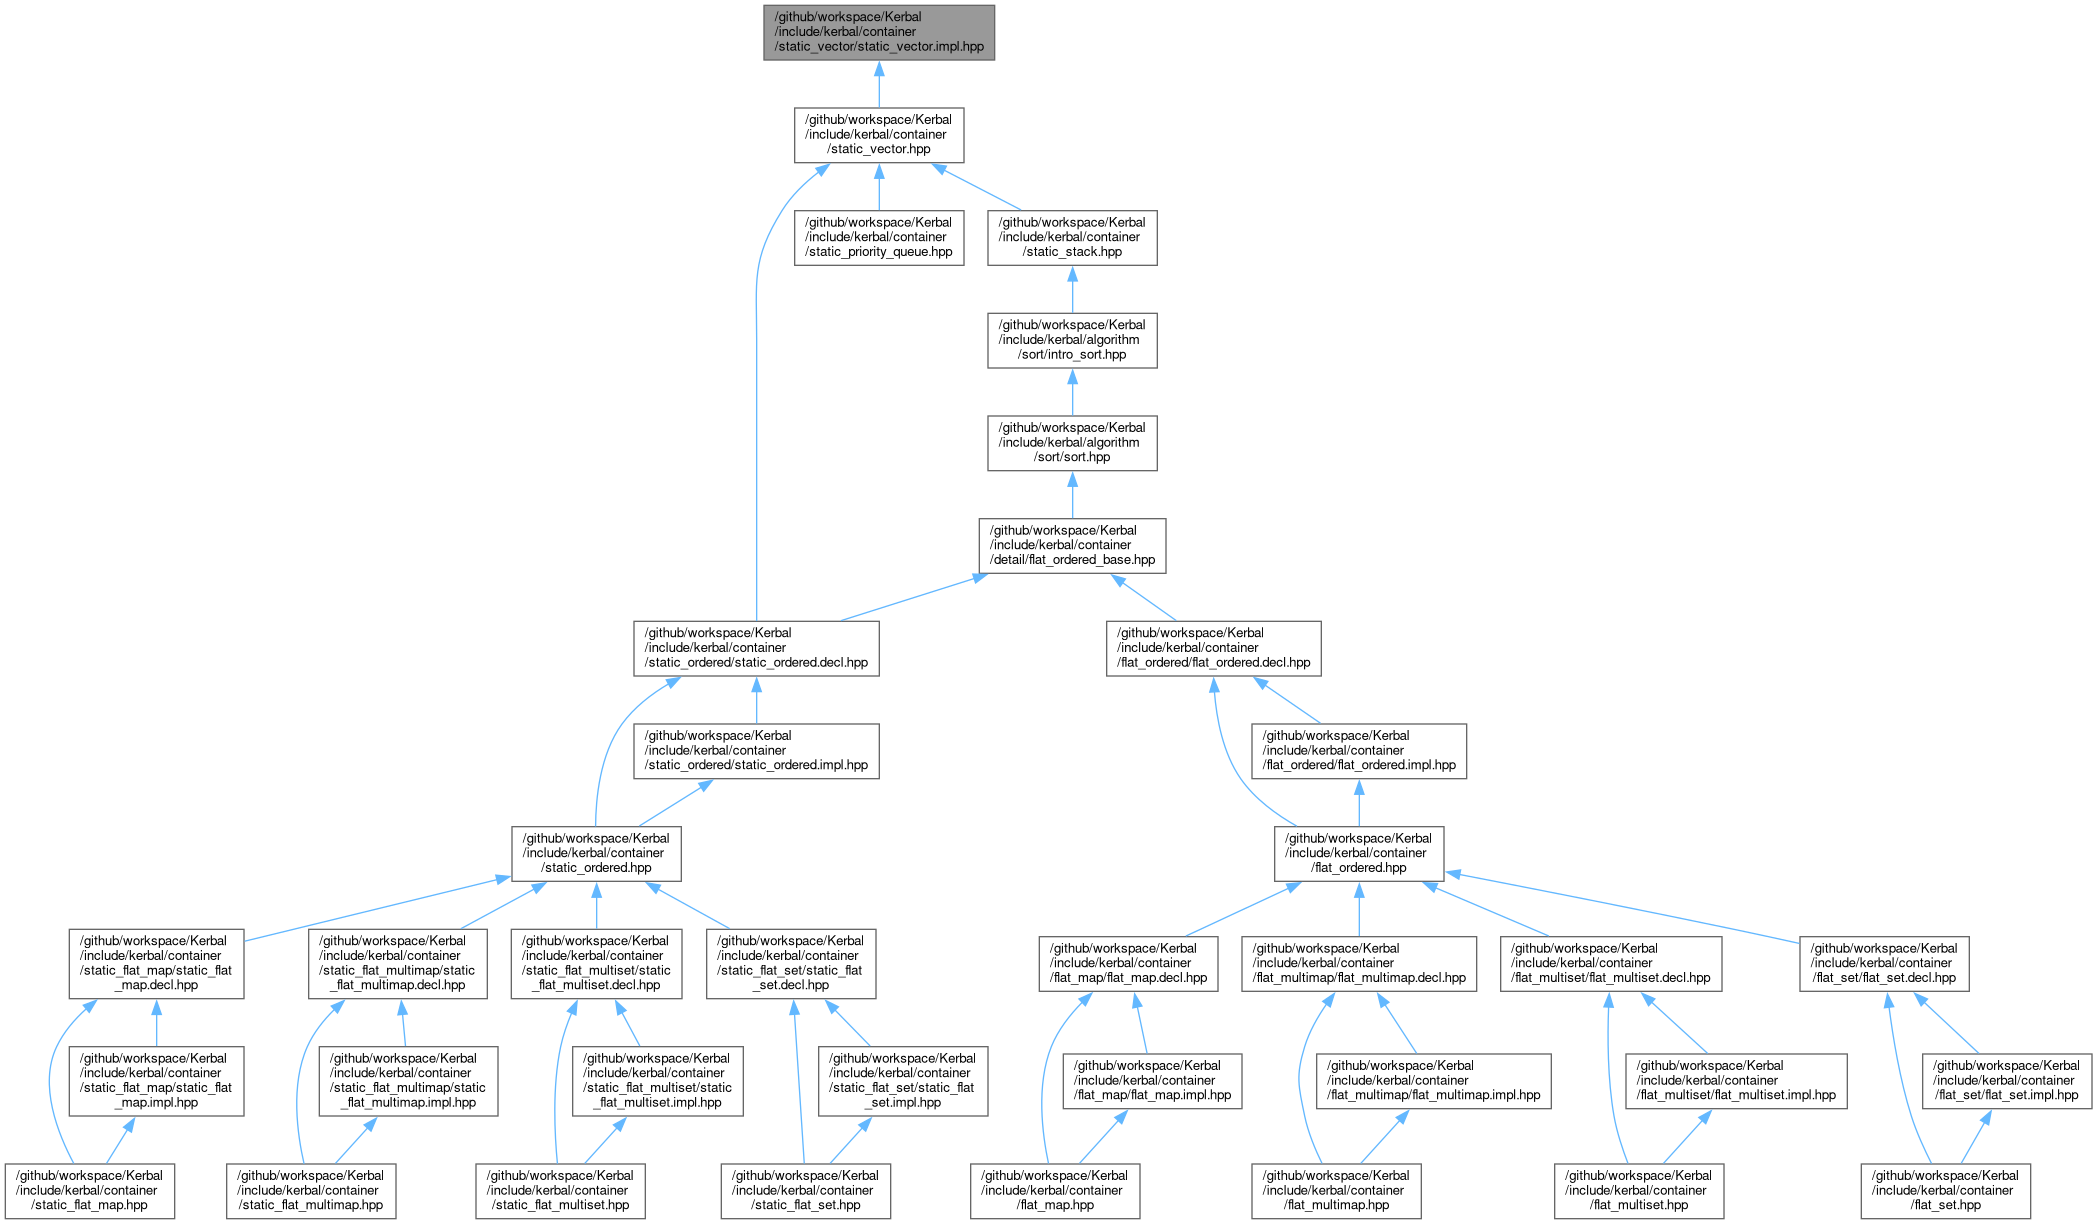 /github/workspace/Kerbal
/include/kerbal/container
/static_vector/static_vector.impl.hpp
/github/workspace/Kerbal
/include/kerbal/container
/static_vector.hpp
/github/workspace/Kerbal
/include/kerbal/container
/static_priority_queue.hpp
/github/workspace/Kerbal
/include/kerbal/container
/static_stack.hpp
/github/workspace/Kerbal
/include/kerbal/algorithm
/sort/intro_sort.hpp
/github/workspace/Kerbal
/include/kerbal/algorithm
/sort/sort.hpp
/github/workspace/Kerbal
/include/kerbal/container
/detail/flat_ordered_base.hpp
/github/workspace/Kerbal
/include/kerbal/container
/static_ordered/static_ordered.decl.hpp
/github/workspace/Kerbal
/include/kerbal/container
/flat_ordered/flat_ordered.decl.hpp
/github/workspace/Kerbal
/include/kerbal/container
/static_ordered/static_ordered.impl.hpp
/github/workspace/Kerbal
/include/kerbal/container
/flat_ordered/flat_ordered.impl.hpp
/github/workspace/Kerbal
/include/kerbal/container
/static_ordered.hpp
/github/workspace/Kerbal
/include/kerbal/container
/flat_ordered.hpp
/github/workspace/Kerbal
/include/kerbal/container
/static_flat_map/static_flat
_map.decl.hpp
/github/workspace/Kerbal
/include/kerbal/container
/static_flat_multimap/static
_flat_multimap.decl.hpp
/github/workspace/Kerbal
/include/kerbal/container
/static_flat_multiset/static
_flat_multiset.decl.hpp
/github/workspace/Kerbal
/include/kerbal/container
/static_flat_set/static_flat
_set.decl.hpp
/github/workspace/Kerbal
/include/kerbal/container
/flat_map/flat_map.decl.hpp
/github/workspace/Kerbal
/include/kerbal/container
/flat_multimap/flat_multimap.decl.hpp
/github/workspace/Kerbal
/include/kerbal/container
/flat_multiset/flat_multiset.decl.hpp
/github/workspace/Kerbal
/include/kerbal/container
/flat_set/flat_set.decl.hpp
/github/workspace/Kerbal
/include/kerbal/container
/static_flat_map/static_flat
_map.impl.hpp
/github/workspace/Kerbal
/include/kerbal/container
/static_flat_multimap/static
_flat_multimap.impl.hpp
/github/workspace/Kerbal
/include/kerbal/container
/static_flat_multiset/static
_flat_multiset.impl.hpp
/github/workspace/Kerbal
/include/kerbal/container
/static_flat_set/static_flat
_set.impl.hpp
/github/workspace/Kerbal
/include/kerbal/container
/flat_map/flat_map.impl.hpp
/github/workspace/Kerbal
/include/kerbal/container
/flat_multimap/flat_multimap.impl.hpp
/github/workspace/Kerbal
/include/kerbal/container
/flat_multiset/flat_multiset.impl.hpp
/github/workspace/Kerbal
/include/kerbal/container
/flat_set/flat_set.impl.hpp
/github/workspace/Kerbal
/include/kerbal/container
/static_flat_map.hpp
/github/workspace/Kerbal
/include/kerbal/container
/static_flat_multimap.hpp
/github/workspace/Kerbal
/include/kerbal/container
/static_flat_multiset.hpp
/github/workspace/Kerbal
/include/kerbal/container
/static_flat_set.hpp
/github/workspace/Kerbal
/include/kerbal/container
/flat_map.hpp
/github/workspace/Kerbal
/include/kerbal/container
/flat_multimap.hpp
/github/workspace/Kerbal
/include/kerbal/container
/flat_multiset.hpp
/github/workspace/Kerbal
/include/kerbal/container
/flat_set.hpp